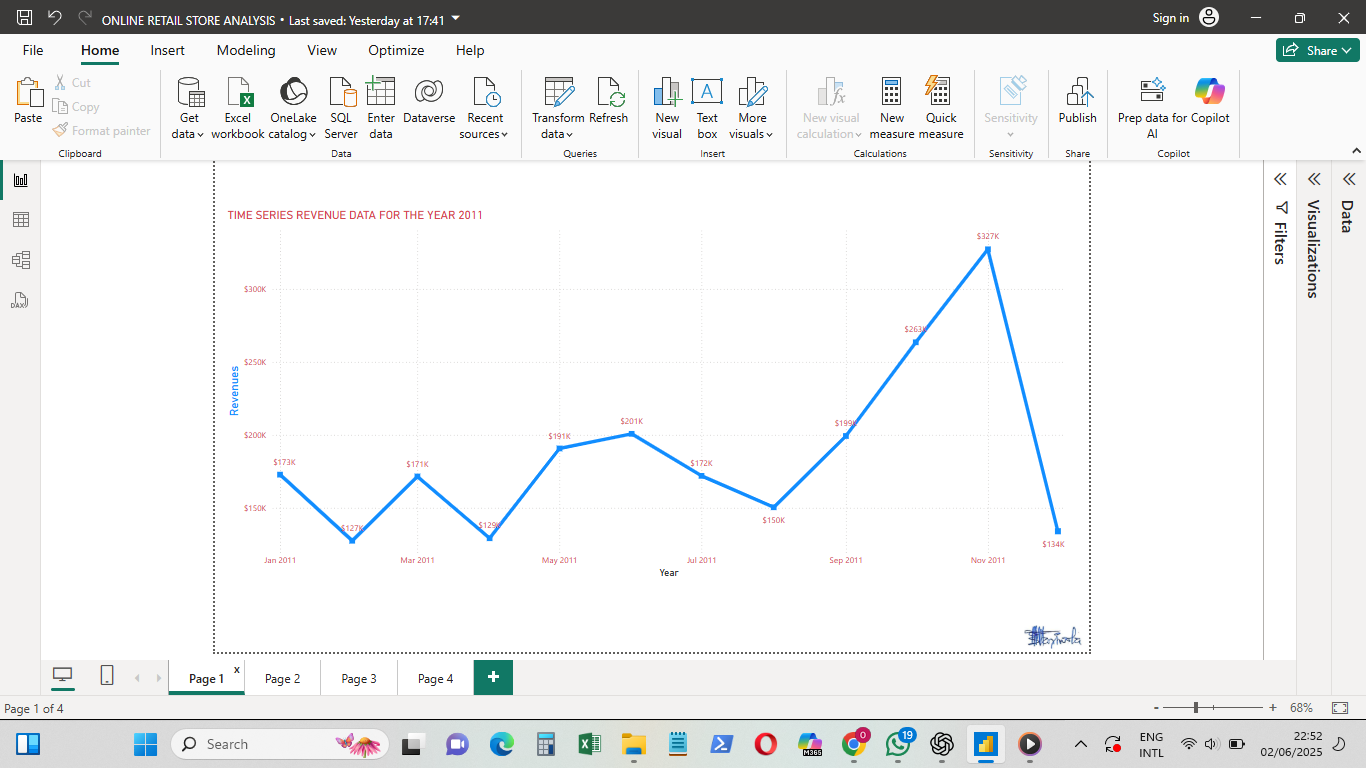 ONLINE RETAIL STORE ANALYSIS • Last saved: Yesterday at 17:41
Sign in
File Home Insert Modeling View Optimize Help
Share
Paste
Cut
Copy
Format painter
Get data
Excel workbook
OneLake catalog
SQL Server
Enter data
Dataverse
Recent sources
Transform data
Refresh
New visual
Text box
More visuals
New visual calculation
New measure
Quick measure
Sensitivity
Publish
Prep data for AI
Copilot
Clipboard Data Queries Insert Calculations Sensitivity Share Copilot
DAX
TIME SERIES REVENUE DATA FOR THE YEAR 2011
Revenues
$300K
$250K
$200K
$150K
$173K
$127K
$171K
$129K
$191K
$201K
$172K
$150K
$199K
$263K
$327K
$134K
Jan 2011 Mar 2011 May 2011 Jul 2011 Sep 2011 Nov 2011
Year
Filters
Visualizations
Data
Page 1 x
Page 2
Page 3
Page 4
+
Page 1 of 4
- + 68%
Search
M365
0
19
ENG
INTL
22:52
02/06/2025